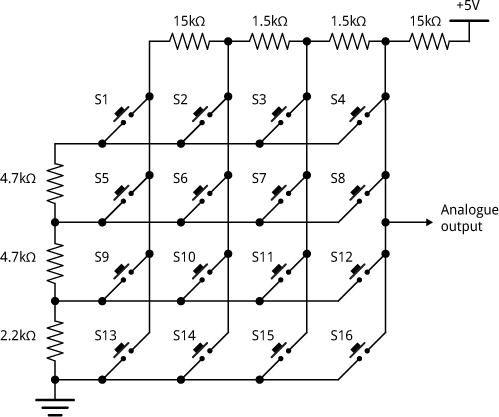 +5V
15kΩ 1.5kΩ 1.5kΩ 15kΩ
S1 S2 S3 S4
4.7kΩ
S5 S6 S7 S8
Analogue
output
4.7kΩ
S9 S10 S11 S12
2.2kΩ
S13 S14 S15 S16